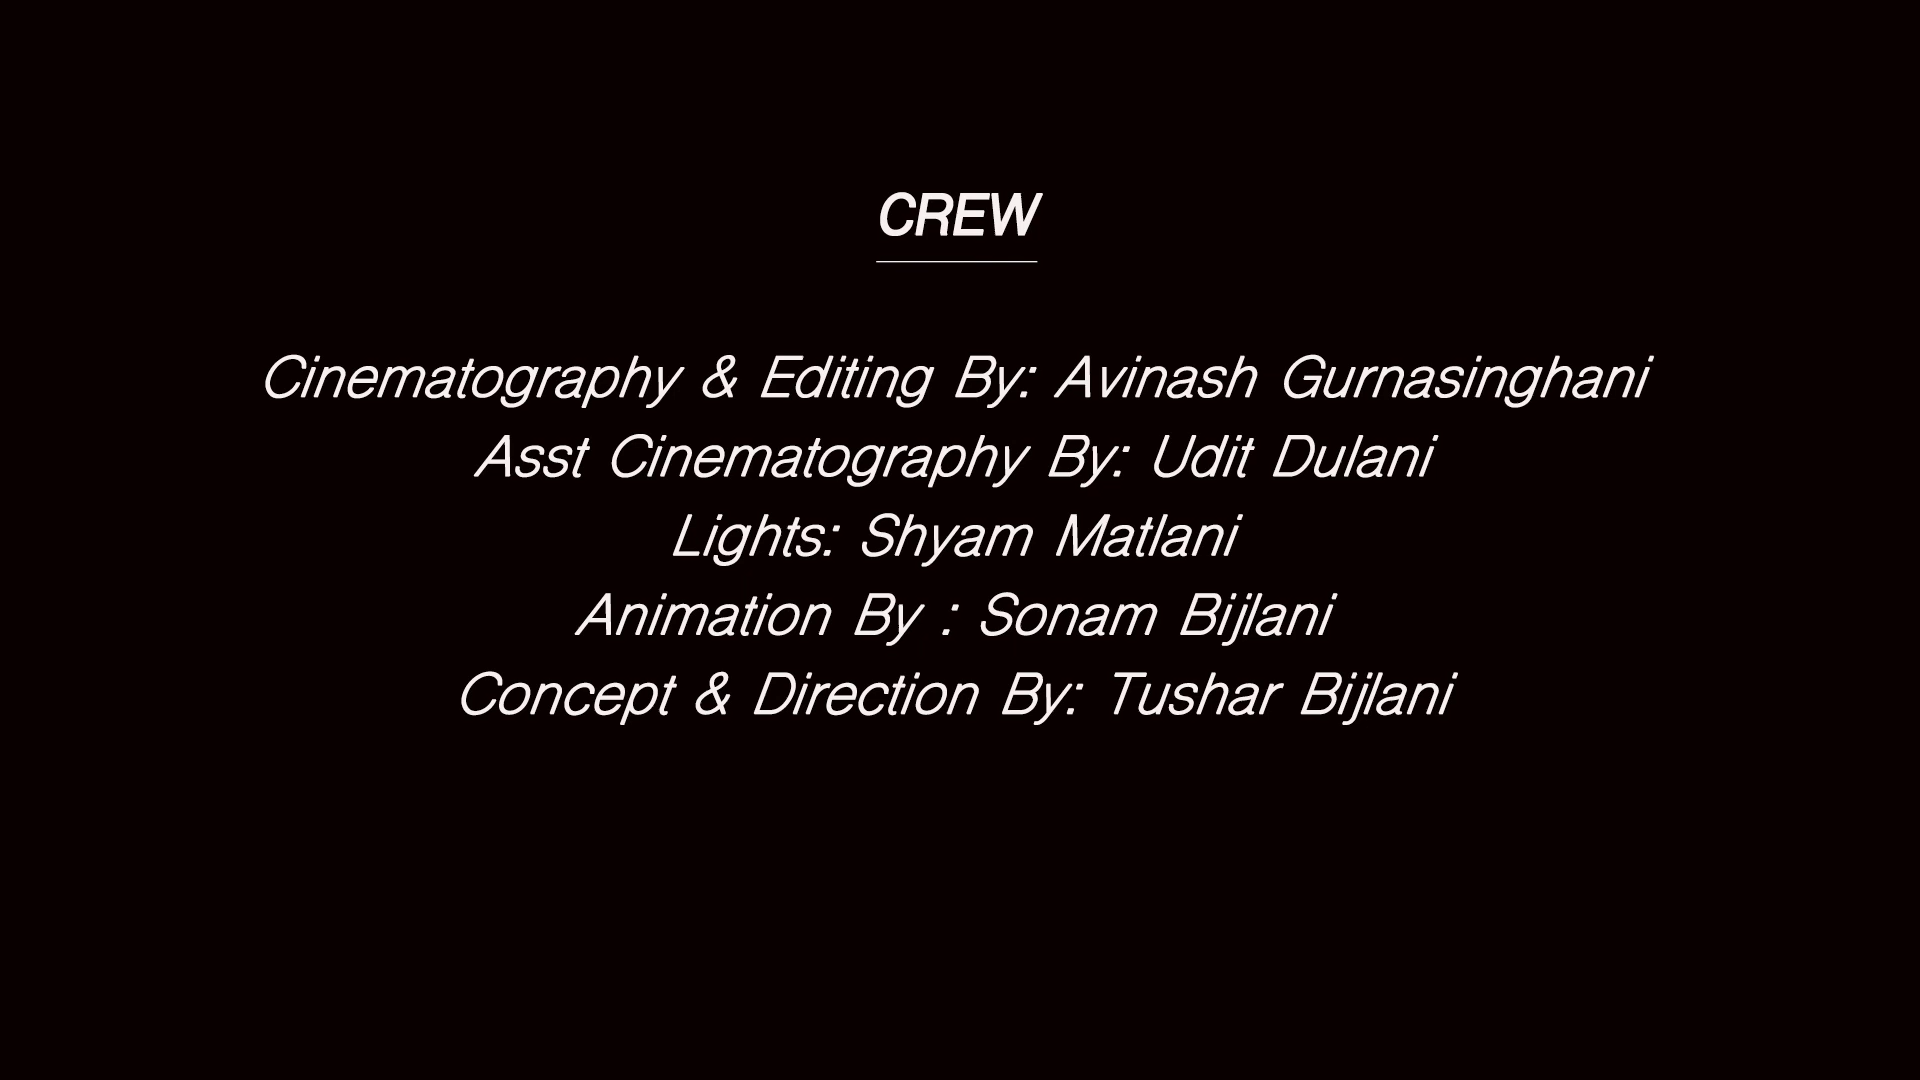 CREW
Cinematography & Editing By: Avinash Gurnasinghani
Asst Cinematography By: Udit Dulani
Lights: Shyam Matlani
Animation By : Sonam Bijlani
Concept & Direction By: Tushar Bijlani